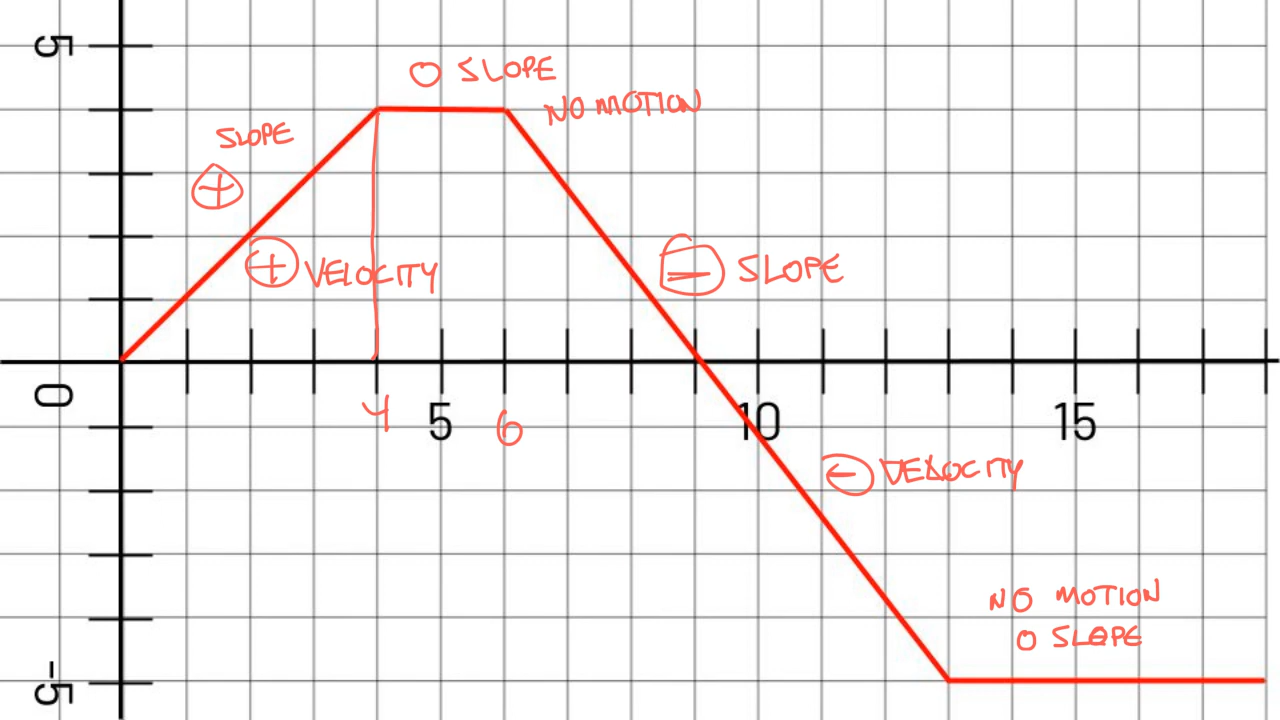 5
0 SLOPE
NO MOTION
SLOPE
+
+ VELOCITY
- SLOPE
0
4
5
6
10
15
- VELOCITY
NO MOTION
0 SLOPE
-5